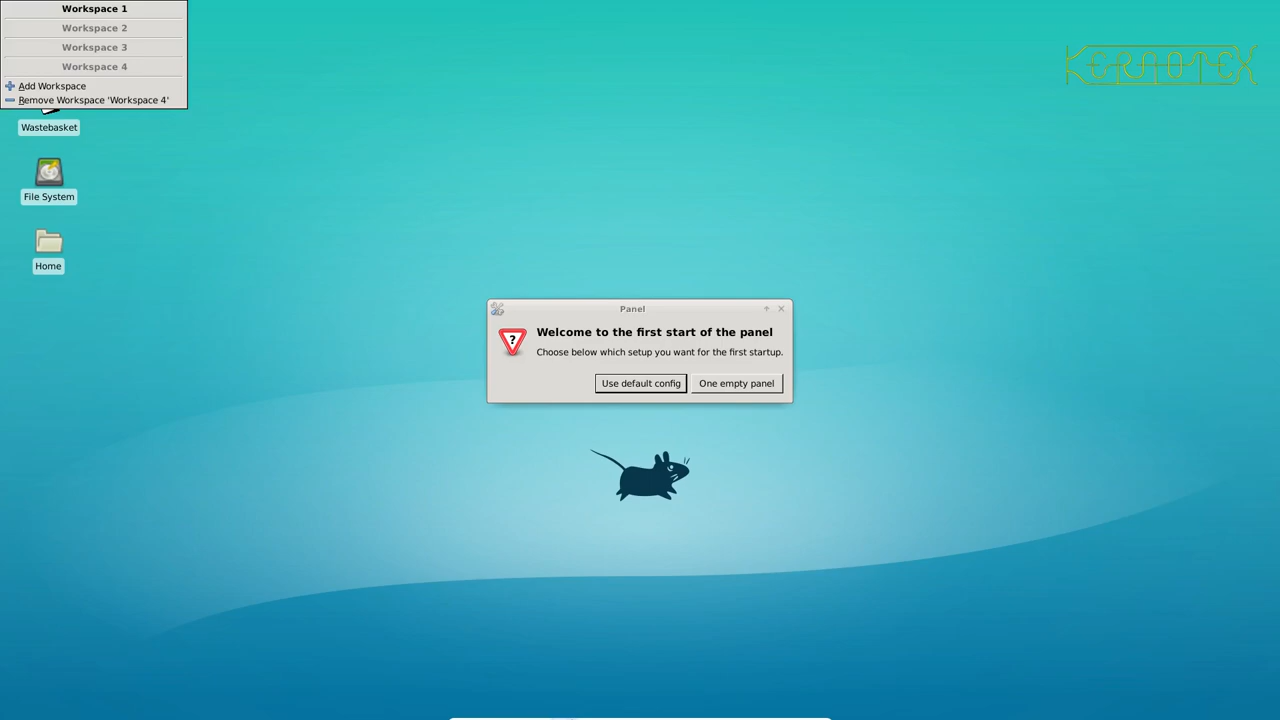 Workspace 1
Workspace 2
Workspace 3
Workspace 4
Add Workspace
Remove Workspace 'Workspace 4'
KERNOTEX
Wastebasket
File System
Home
Panel
?
Welcome to the first start of the panel
Choose below which setup you want for the first startup.
Use default config
One empty panel